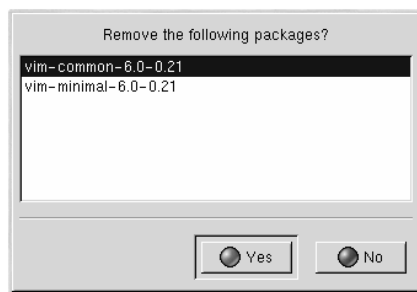 Remove the following packages?
vim-common-6.0-0.21
vim-minimal-6.0-0.21
Yes
No